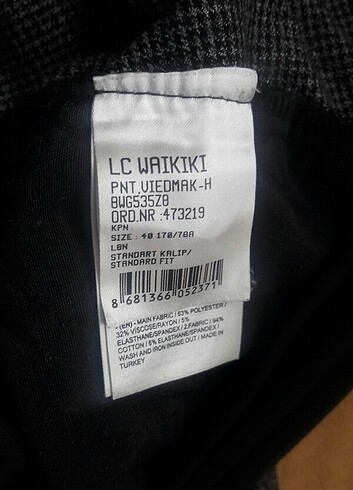 LC WAIKIKI
PNT,VIEDMAK-H
8WG535Z8
ORD.NR :473219
KPN
SIZE : 40 170/78A
L8N
STANDART KALIP/
STANDARD FIT
8 681366 052371
(EN) - MAIN FABRIC / 63% POLYESTER /
32% VISCOSE/RAYON / 5%
ELASTHANE/SPANDEX / 2.FABRIC / 94%
COTTON / 6% ELASTHANE/SPANDEX /
WASH AND IRON INSIDE OUT / MADE IN
TURKEY